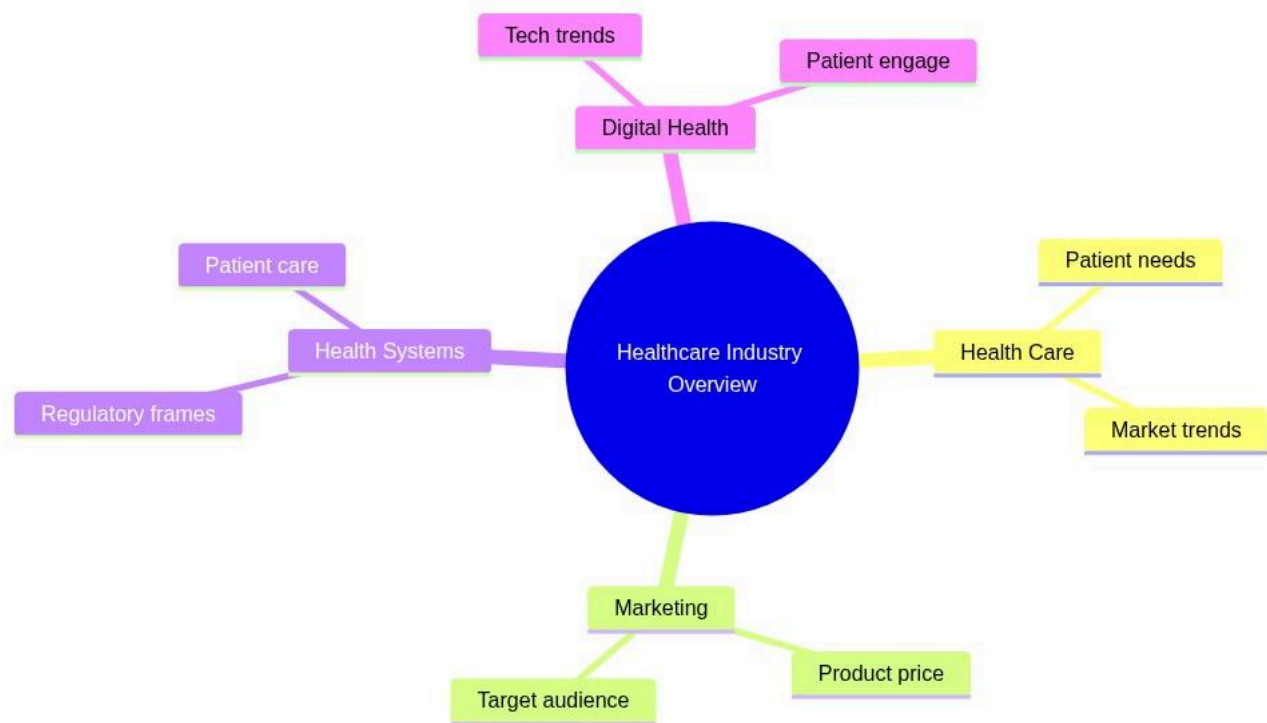 Tech trends
Patient engage
Digital Health
Patient care
Patient needs
Health Systems
Healthcare Industry
Overview
Health Care
Regulatory frames
Market trends
Marketing
Product price
Target audience